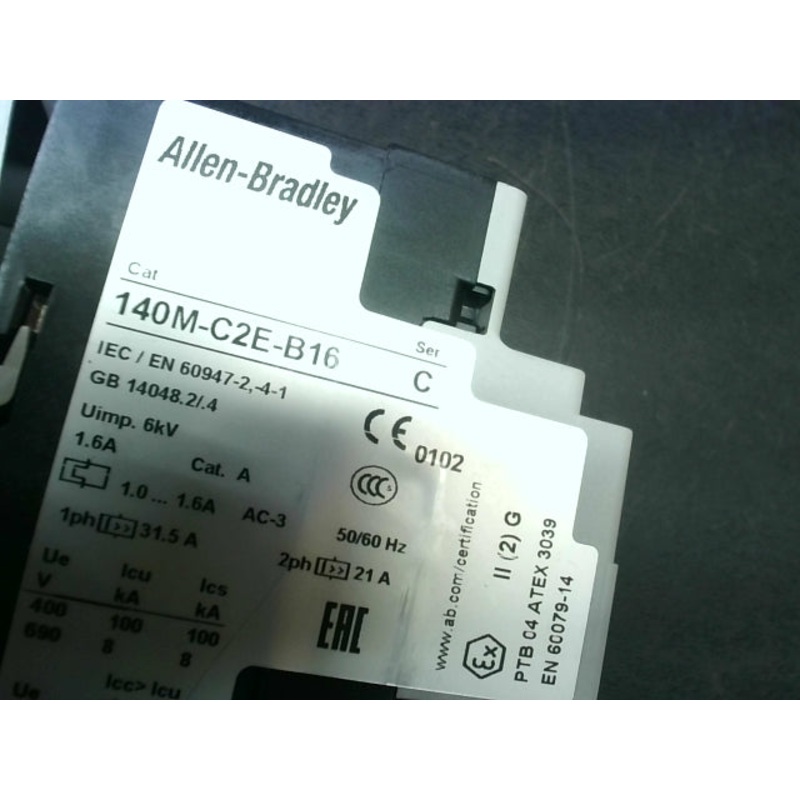 Allen-Bradley
Cat
140M-C2E-B16
Ser
C
IEC / EN 60947-2,-4-1
GB 14048.2/.4
Uimp. 6kV
1.6A
Cat. A
1.0 ... 1.6A AC-3
1ph 31.5 A
50/60 Hz
2ph 21 A
CE 0102
CCC
EAC
Ue Icu Ics
V kA kA
400 100 100
690 8 8
Ue Icc> Icu
www.ab.com/certification
Ex II (2) G
PTB 04 ATEX 3039
EN 60079-14